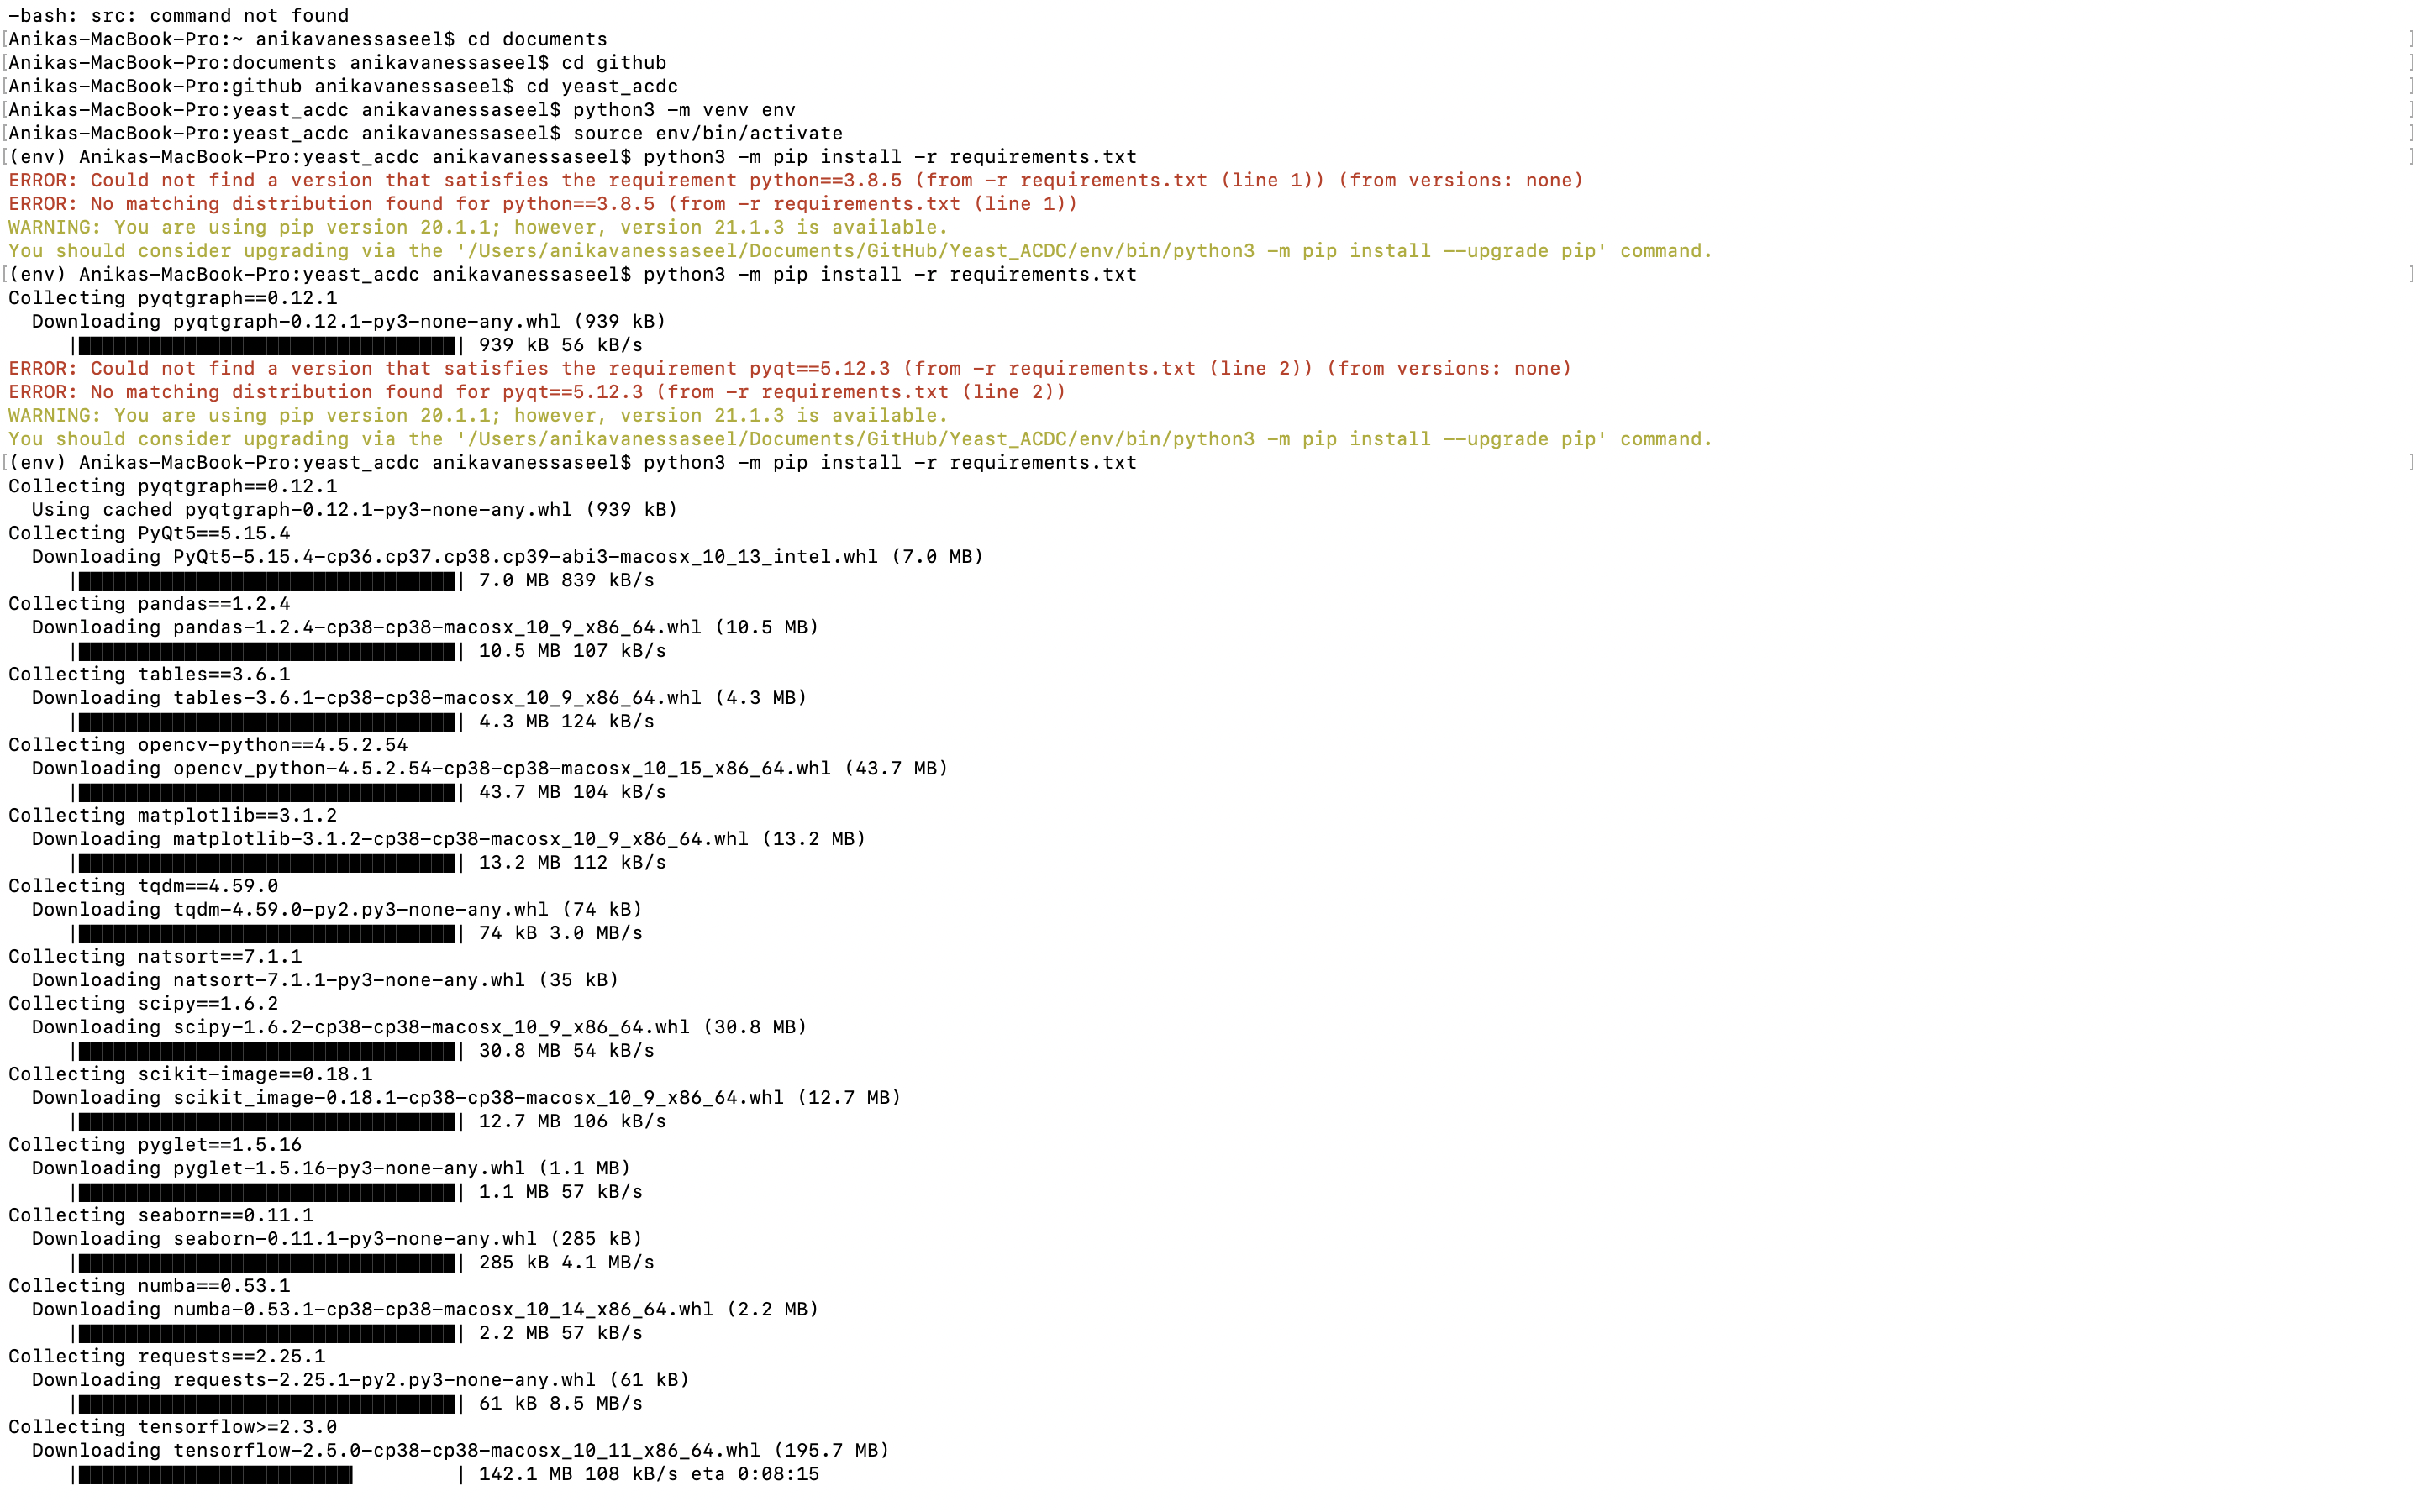 -bash: src: command not found
[Anikas-MacBook-Pro:~ anikavanessaseel$ cd documents ]
[Anikas-MacBook-Pro:documents anikavanessaseel$ cd github ]
[Anikas-MacBook-Pro:github anikavanessaseel$ cd yeast_acdc ]
[Anikas-MacBook-Pro:yeast_acdc anikavanessaseel$ python3 -m venv env ]
[Anikas-MacBook-Pro:yeast_acdc anikavanessaseel$ source env/bin/activate ]
[(env) Anikas-MacBook-Pro:yeast_acdc anikavanessaseel$ python3 -m pip install -r requirements.txt ]
ERROR: Could not find a version that satisfies the requirement python==3.8.5 (from -r requirements.txt (line 1)) (from versions: none)
ERROR: No matching distribution found for python==3.8.5 (from -r requirements.txt (line 1))
WARNING: You are using pip version 20.1.1; however, version 21.1.3 is available.
You should consider upgrading via the '/Users/anikavanessaseel/Documents/GitHub/Yeast_ACDC/env/bin/python3 -m pip install --upgrade pip' command.
[(env) Anikas-MacBook-Pro:yeast_acdc anikavanessaseel$ python3 -m pip install -r requirements.txt ]
Collecting pyqtgraph==0.12.1
Downloading pyqtgraph-0.12.1-py3-none-any.whl (939 kB)
|████████████████████████████████| 939 kB 56 kB/s
ERROR: Could not find a version that satisfies the requirement pyqt==5.12.3 (from -r requirements.txt (line 2)) (from versions: none)
ERROR: No matching distribution found for pyqt==5.12.3 (from -r requirements.txt (line 2))
WARNING: You are using pip version 20.1.1; however, version 21.1.3 is available.
You should consider upgrading via the '/Users/anikavanessaseel/Documents/GitHub/Yeast_ACDC/env/bin/python3 -m pip install --upgrade pip' command.
[(env) Anikas-MacBook-Pro:yeast_acdc anikavanessaseel$ python3 -m pip install -r requirements.txt ]
Collecting pyqtgraph==0.12.1
Using cached pyqtgraph-0.12.1-py3-none-any.whl (939 kB)
Collecting PyQt5==5.15.4
Downloading PyQt5-5.15.4-cp36.cp37.cp38.cp39-abi3-macosx_10_13_intel.whl (7.0 MB)
|████████████████████████████████| 7.0 MB 839 kB/s
Collecting pandas==1.2.4
Downloading pandas-1.2.4-cp38-cp38-macosx_10_9_x86_64.whl (10.5 MB)
|████████████████████████████████| 10.5 MB 107 kB/s
Collecting tables==3.6.1
Downloading tables-3.6.1-cp38-cp38-macosx_10_9_x86_64.whl (4.3 MB)
|████████████████████████████████| 4.3 MB 124 kB/s
Collecting opencv-python==4.5.2.54
Downloading opencv_python-4.5.2.54-cp38-cp38-macosx_10_15_x86_64.whl (43.7 MB)
|████████████████████████████████| 43.7 MB 104 kB/s
Collecting matplotlib==3.1.2
Downloading matplotlib-3.1.2-cp38-cp38-macosx_10_9_x86_64.whl (13.2 MB)
|████████████████████████████████| 13.2 MB 112 kB/s
Collecting tqdm==4.59.0
Downloading tqdm-4.59.0-py2.py3-none-any.whl (74 kB)
|████████████████████████████████| 74 kB 3.0 MB/s
Collecting natsort==7.1.1
Downloading natsort-7.1.1-py3-none-any.whl (35 kB)
Collecting scipy==1.6.2
Downloading scipy-1.6.2-cp38-cp38-macosx_10_9_x86_64.whl (30.8 MB)
|████████████████████████████████| 30.8 MB 54 kB/s
Collecting scikit-image==0.18.1
Downloading scikit_image-0.18.1-cp38-cp38-macosx_10_9_x86_64.whl (12.7 MB)
|████████████████████████████████| 12.7 MB 106 kB/s
Collecting pyglet==1.5.16
Downloading pyglet-1.5.16-py3-none-any.whl (1.1 MB)
|████████████████████████████████| 1.1 MB 57 kB/s
Collecting seaborn==0.11.1
Downloading seaborn-0.11.1-py3-none-any.whl (285 kB)
|████████████████████████████████| 285 kB 4.1 MB/s
Collecting numba==0.53.1
Downloading numba-0.53.1-cp38-cp38-macosx_10_14_x86_64.whl (2.2 MB)
|████████████████████████████████| 2.2 MB 57 kB/s
Collecting requests==2.25.1
Downloading requests-2.25.1-py2.py3-none-any.whl (61 kB)
|████████████████████████████████| 61 kB 8.5 MB/s
Collecting tensorflow>=2.3.0
Downloading tensorflow-2.5.0-cp38-cp38-macosx_10_11_x86_64.whl (195.7 MB)
|███████████████████████▎ | 142.1 MB 108 kB/s eta 0:08:15